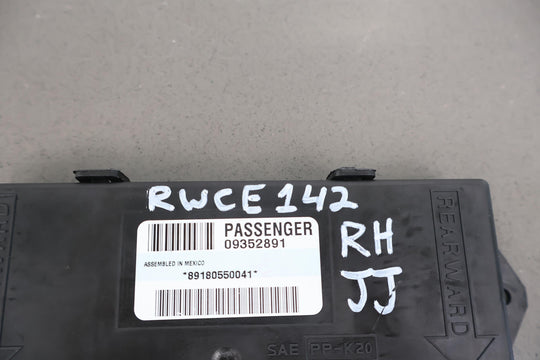 RWCE 142
PASSENGER
09352891
RH
ASSEMBLED IN MEXICO
*89180550041*
JJ
REARWARD
SAE PP-K20